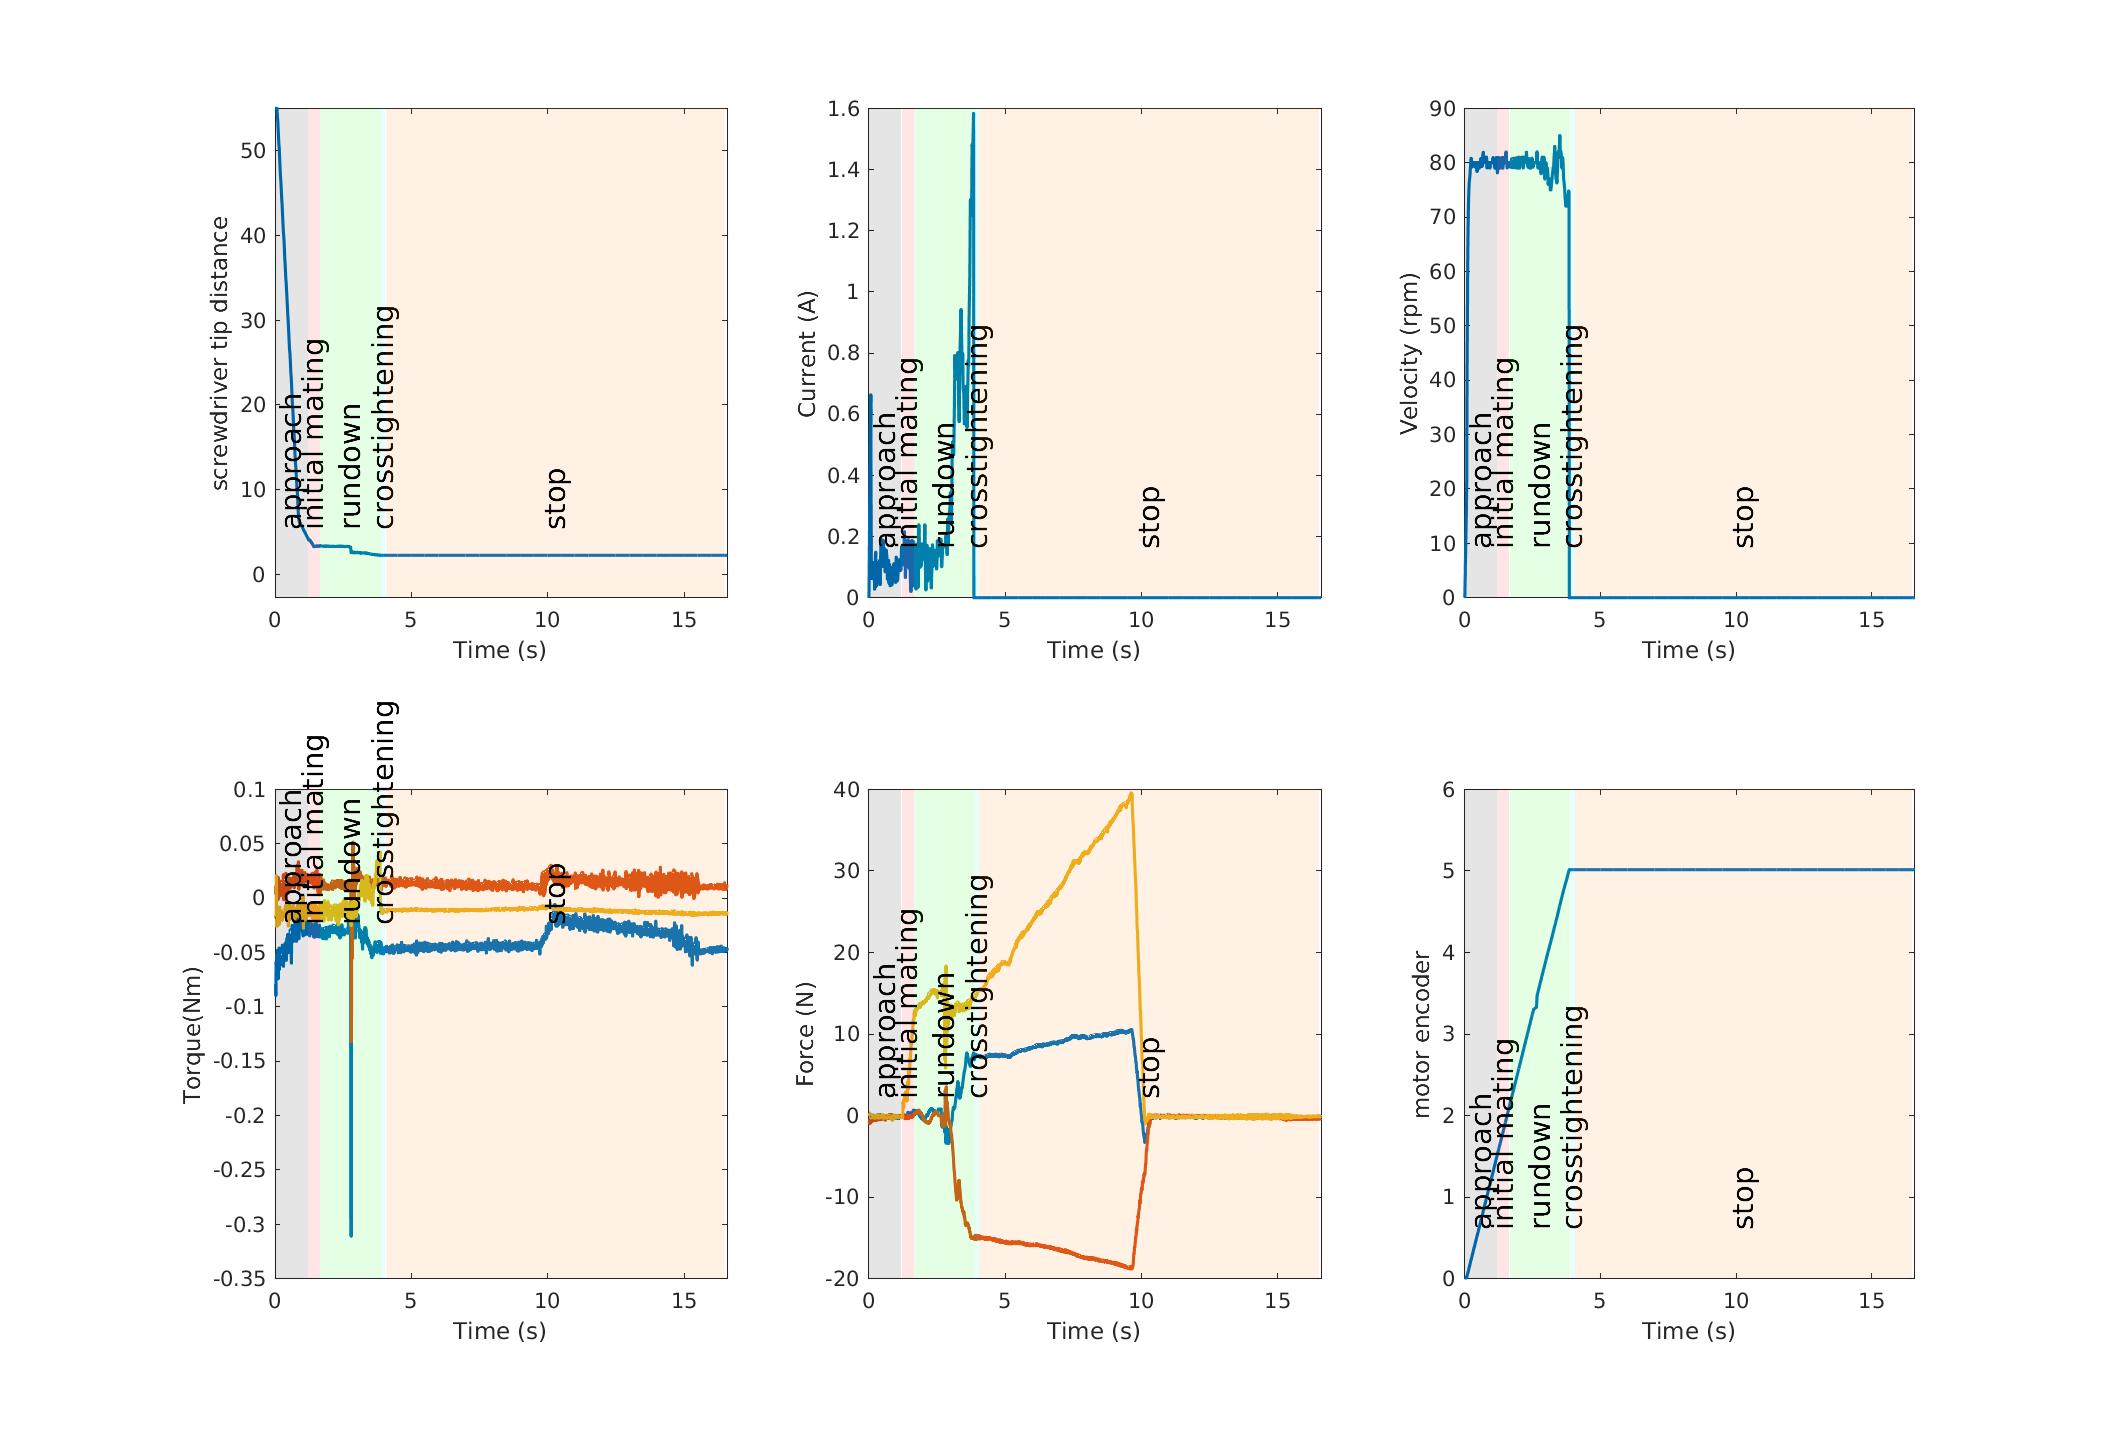 screwdriver tip distance
50
40
30
20
10
0
approach
initial mating
rundown
crosstightening
stop
0
5
10
15
Time (s)
Current (A)
1.6
1.4
1.2
1
0.8
0.6
0.4
0.2
0
approach
initial mating
rundown
crosstightening
stop
0
5
10
15
Time (s)
Velocity (rpm)
90
80
70
60
50
40
30
20
10
0
approach
initial mating
rundown
crosstightening
stop
0
5
10
15
Time (s)
Torque(Nm)
0.1
0.05
0
-0.05
-0.1
-0.15
-0.2
-0.25
-0.3
-0.35
approach
initial mating
rundown
crosstightening
stop
0
5
10
15
Time (s)
Force (N)
40
30
20
10
0
-10
-20
approach
initial mating
rundown
crosstightening
stop
0
5
10
15
Time (s)
motor encoder
6
5
4
3
2
1
0
approach
initial mating
rundown
crosstightening
stop
0
5
10
15
Time (s)